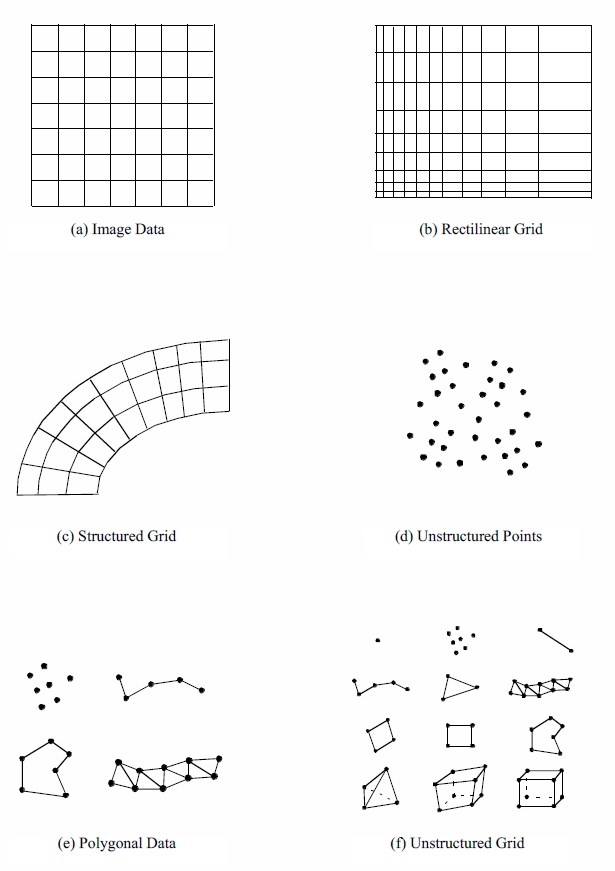 (a) Image Data
(b) Rectilinear Grid
(c) Structured Grid
(d) Unstructured Points
(e) Polygonal Data
(f) Unstructured Grid